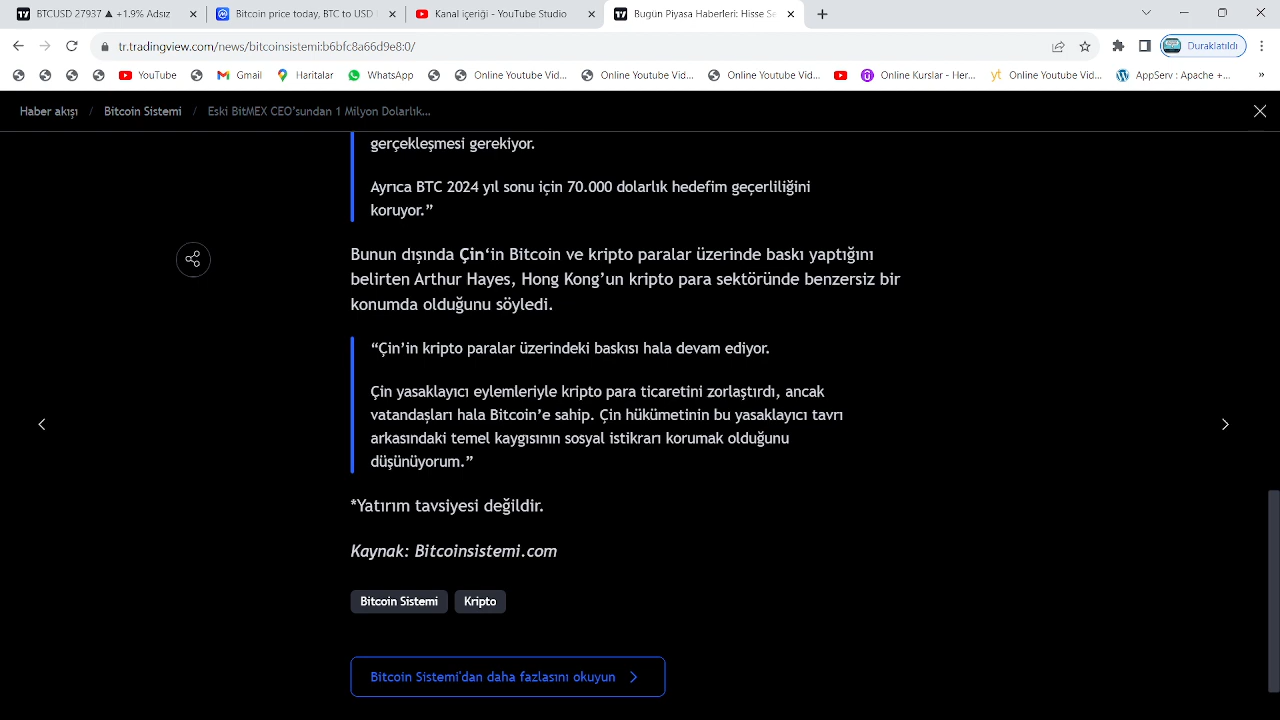 BTCUSD 27937 ▲ +1.9% Adsız
Bitcoin price today, BTC to USD
Kanal içeriği - YouTube Studio
Bugün Piyasa Haberleri: Hisse Se
tr.tradingview.com/news/bitcoinsistemi:b6bfc8a66d9e8:0/
Duraklatıldı
YouTube
Gmail
Haritalar
WhatsApp
Online Youtube Vid...
Online Youtube Vid...
Online Youtube Vid...
Online Kurslar - Her...
yt Online Youtube Vid...
AppServ : Apache +...
»
Haber akışı / Bitcoin Sistemi / Eski BitMEX CEO'sundan 1 Milyon Dolarlık...
gerçekleşmesi gerekiyor.
Ayrıca BTC 2024 yıl sonu için 70.000 dolarlık hedefim geçerliliğini
koruyor.”
Bunun dışında Çin‘in Bitcoin ve kripto paralar üzerinde baskı yaptığını
belirten Arthur Hayes, Hong Kong’un kripto para sektöründe benzersiz bir
konumda olduğunu söyledi.
“Çin’in kripto paralar üzerindeki baskısı hala devam ediyor.
Çin yasaklayıcı eylemleriyle kripto para ticaretini zorlaştırdı, ancak
vatandaşları hala Bitcoin’e sahip. Çin hükümetinin bu yasaklayıcı tavrı
arkasındaki temel kaygısının sosyal istikrarı korumak olduğunu
düşünüyorum.”
*Yatırım tavsiyesi değildir.
Kaynak: Bitcoinsistemi.com
Bitcoin Sistemi
Kripto
Bitcoin Sistemi'dan daha fazlasını okuyun